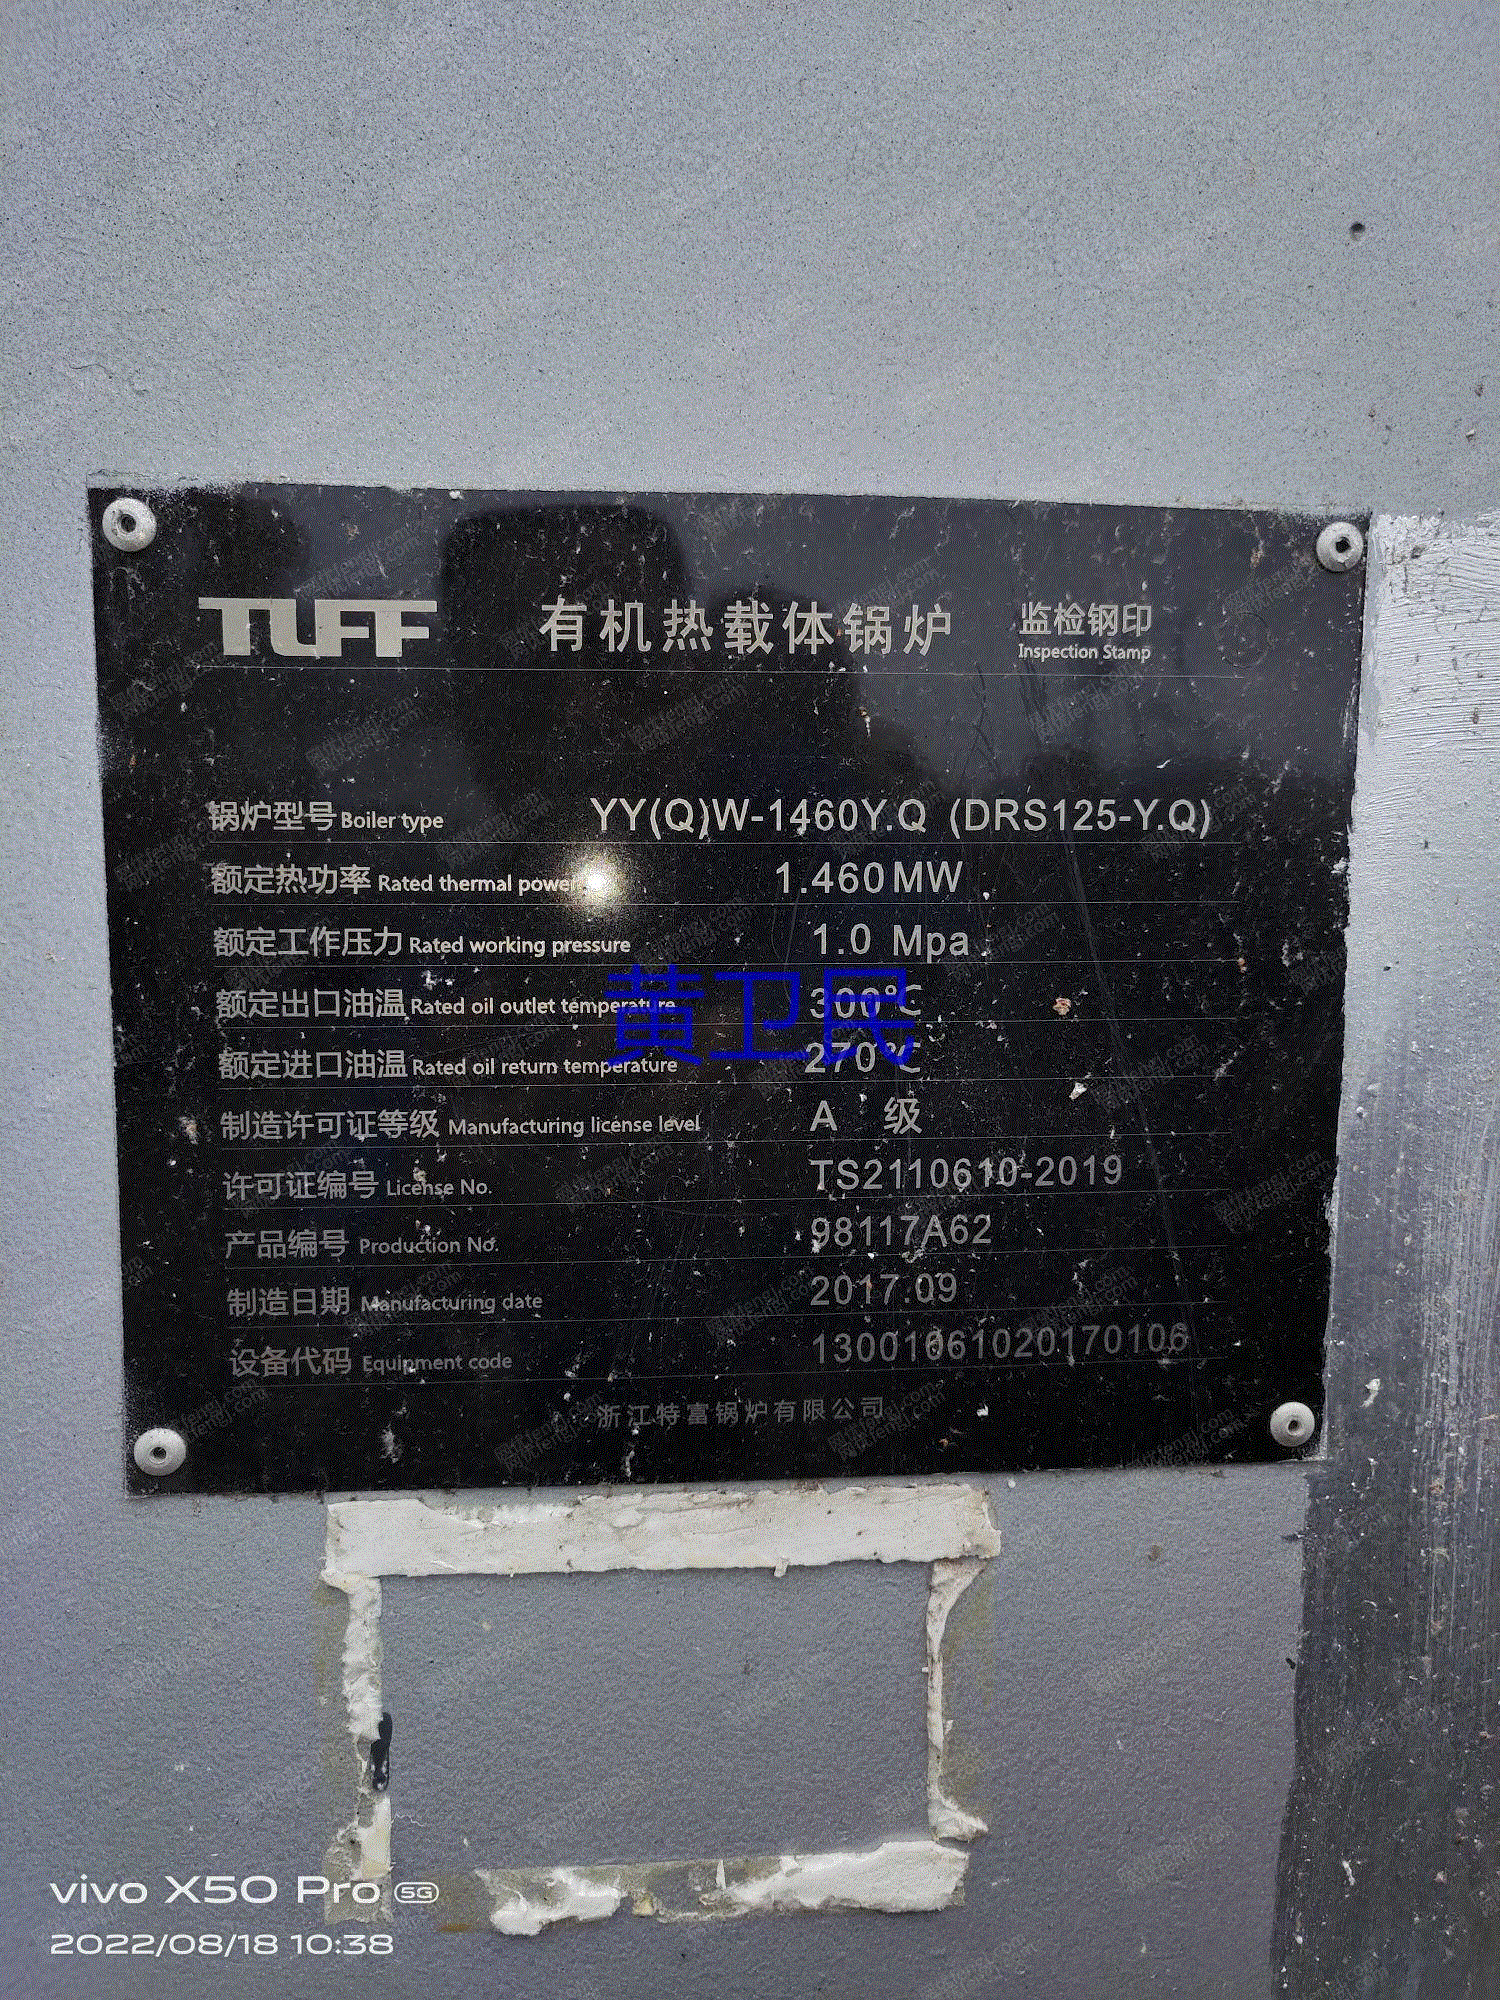 TUFF 有机热载体锅炉 监检钢印
Inspection Stamp
锅炉型号 Boiler type YY(Q)W-1460Y.Q (DRS125-Y.Q)
额定热功率 Rated thermal power 1.460 MW
额定工作压力 Rated working pressure 1.0 Mpa
额定出口油温 Rated oil outlet temperature 300℃
额定进口油温 Rated oil return temperature 270℃
黄卫民
制造许可证等级 Manufacturing license level A 级
许可证编号 License No. TS2110610-2019
产品编号 Production No. 98117A62
制造日期 Manufacturing date 2017.09
设备代码 Equipment code 13001061020170106
浙江特富锅炉有限公司
vivo X50 Pro 5G
2022/08/18 10:38